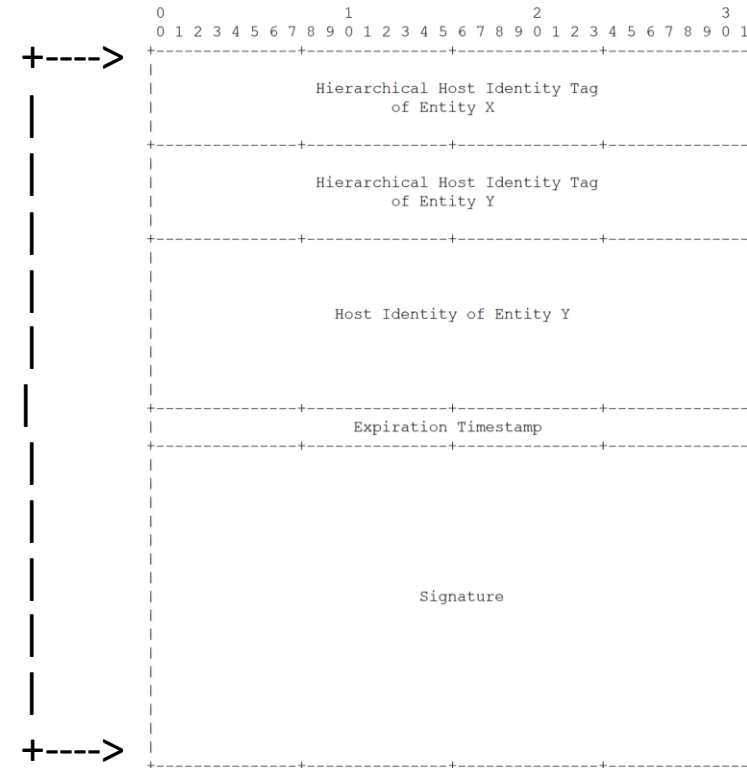 0 1 2 3
0 1 2 3 4 5 6 7 8 9 0 1 2 3 4 5 6 7 8 9 0 1 2 3 4 5 6 7 8 9 0 1
+---->
+---------------+---------------+---------------+---------------
Hierarchical Host Identity Tag
of Entity X
+---------------+---------------+---------------+---------------
Hierarchical Host Identity Tag
of Entity Y
+---------------+---------------+---------------+---------------
Host Identity of Entity Y
+---------------+---------------+---------------+---------------
Expiration Timestamp
+---------------+---------------+---------------+---------------
Signature
+---->
+---------------+---------------+---------------+---------------